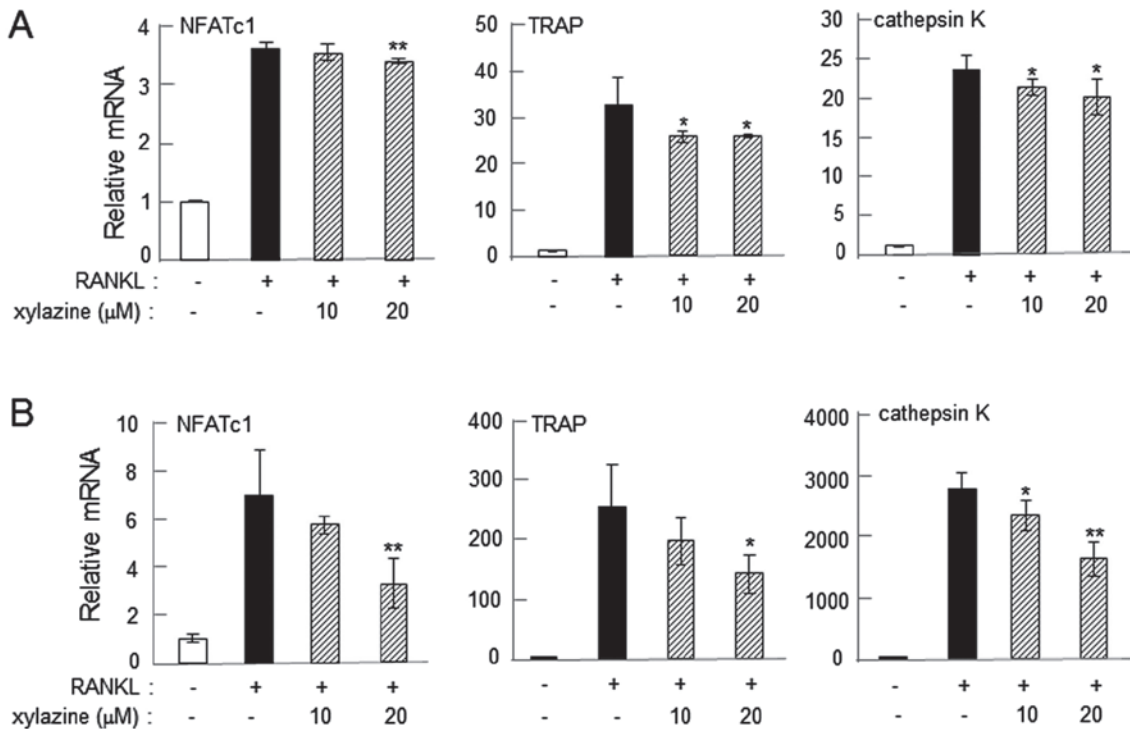 A
NFATc1
TRAP
cathepsin K
Relative mRNA
4
3
2
1
0
**
50
40
30
20
10
0
* *
30
25
20
15
10
5
0
* *
RANKL : - + + +
- + + +
- + + +
xylazine (μM) : - - 10 20
- - 10 20
- - 10 20
B
NFATc1
TRAP
cathepsin K
Relative mRNA
10
8
6
4
2
0
**
400
300
200
100
0
*
4000
3000
2000
1000
0
* **
RANKL : - + + +
- + + +
- + + +
xylazine (μM) : - - 10 20
- - 10 20
- - 10 20